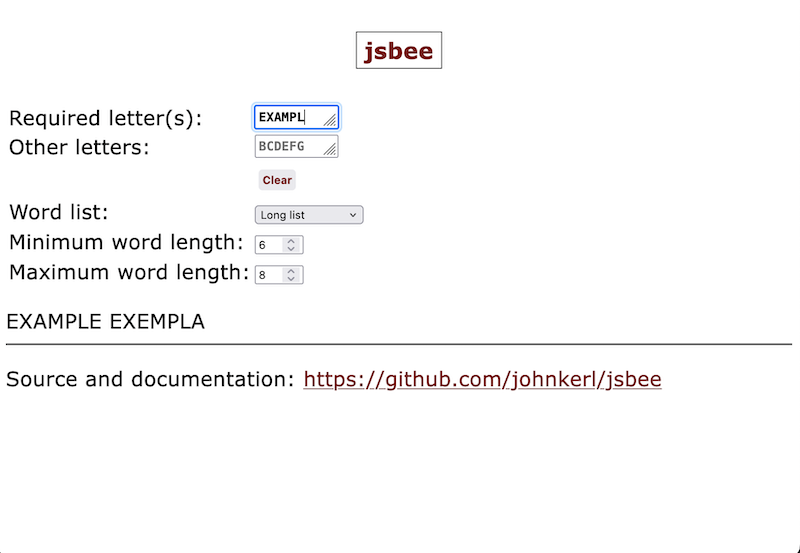 jsbee
Required letter(s): EXAMPL
Other letters: BCDEFG
Clear
Word list: Long list
Minimum word length: 6
Maximum word length: 8
EXAMPLE EXEMPLA
Source and documentation: https://github.com/johnkerl/jsbee